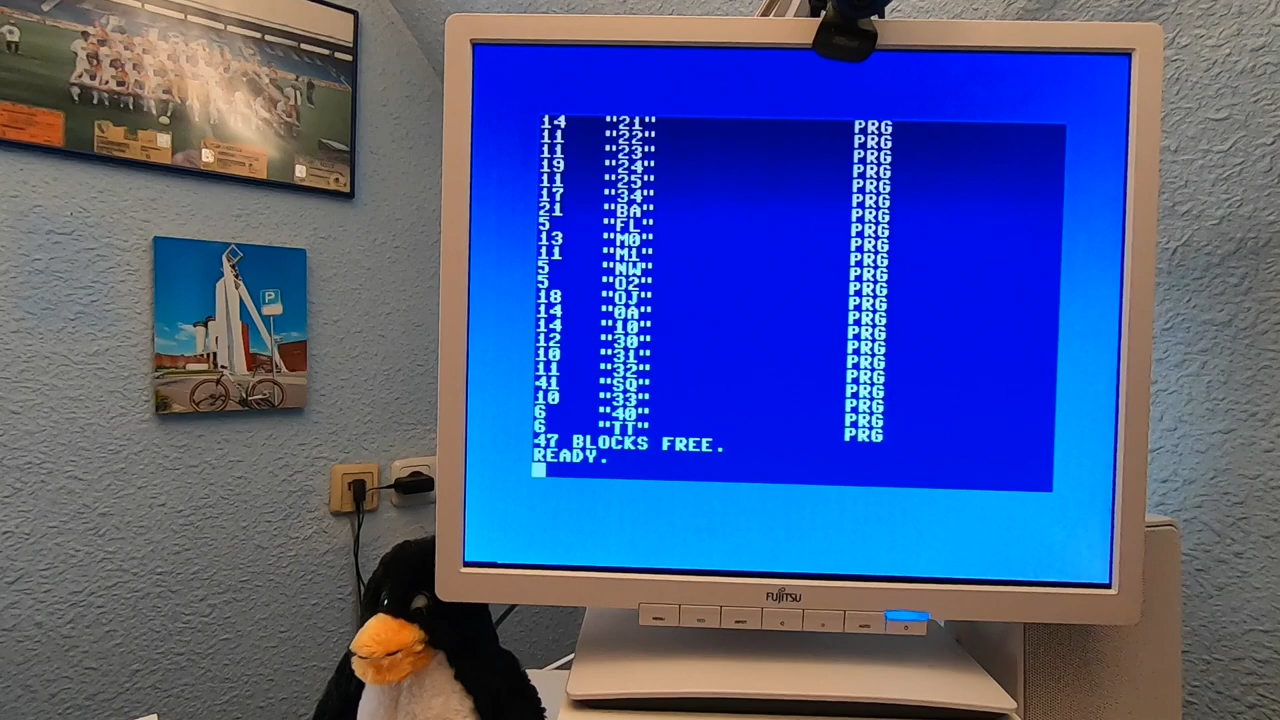 14 "21" PRG
11 "22" PRG
11 "23" PRG
19 "24" PRG
11 "25" PRG
17 "34" PRG
21 "BA" PRG
5 "FL" PRG
13 "M0" PRG
11 "M1" PRG
5 "NW" PRG
5 "O2" PRG
18 "OJ" PRG
14 "0A" PRG
14 "10" PRG
12 "30" PRG
10 "31" PRG
11 "32" PRG
41 "SQ" PRG
10 "33" PRG
6 "40" PRG
6 "TT" PRG
47 BLOCKS FREE.
READY.
P
FUJITSU
MENU
AUTO